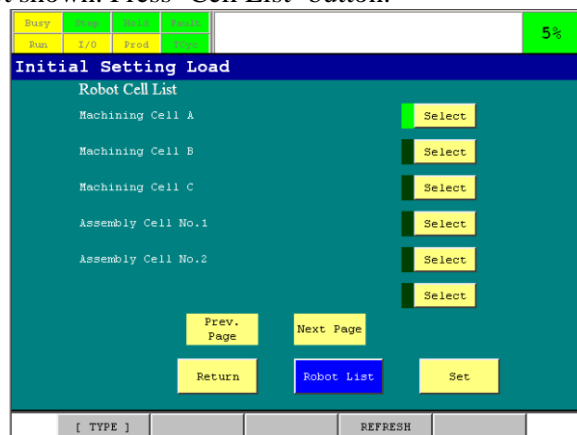 t shown. Press "Cell List" button.
Busy Step Hold Fault
Run I/O Prod TCyc
5%
Initial Setting Load
Robot Cell List
Machining Cell A Select
Machining Cell B Select
Machining Cell C Select
Assembly Cell No.1 Select
Assembly Cell No.2 Select
Select
Prev.
Page
Next Page
Return Robot List Set
[ TYPE ] REFRESH